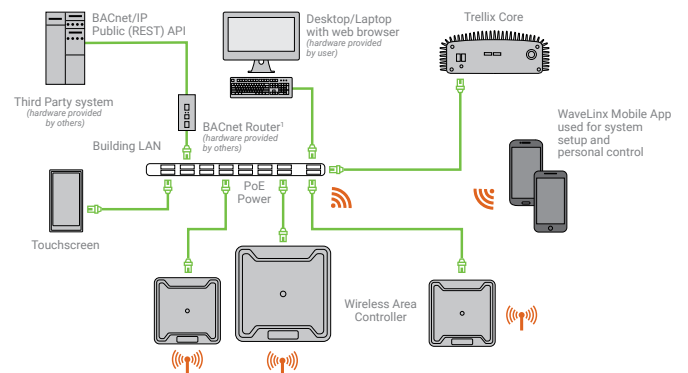 BACnet/IP
Public (REST) API
Desktop/Laptop
with web browser
(hardware provided
by user)
Trellix Core
Third Party system
(hardware provided
by others)
BACnet Router¹
(hardware provided
by others)
Building LAN
WaveLinx Mobile App
used for system
setup and
personal control
PoE
Power
Touchscreen
Wireless Area
Controller